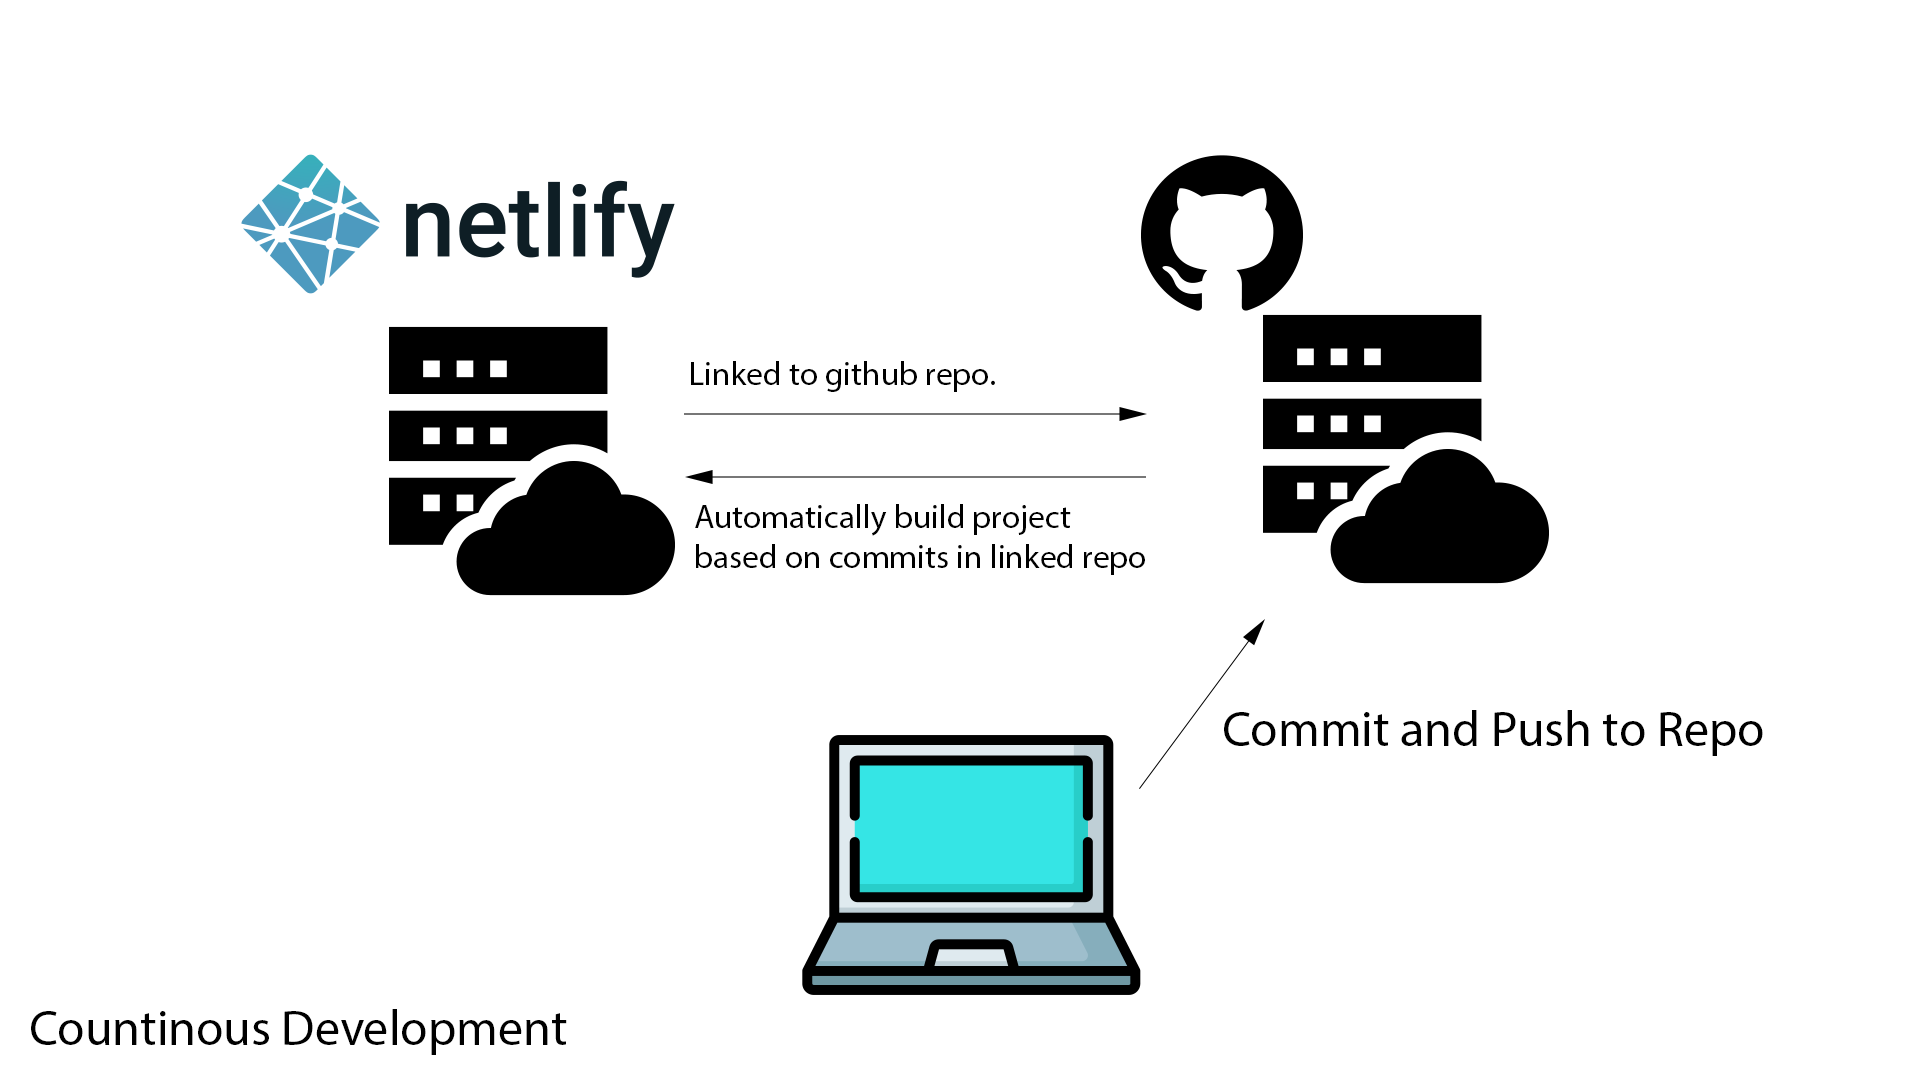 netlify
Linked to github repo.
Automatically build project
based on commits in linked repo
Commit and Push to Repo
Countinous Development